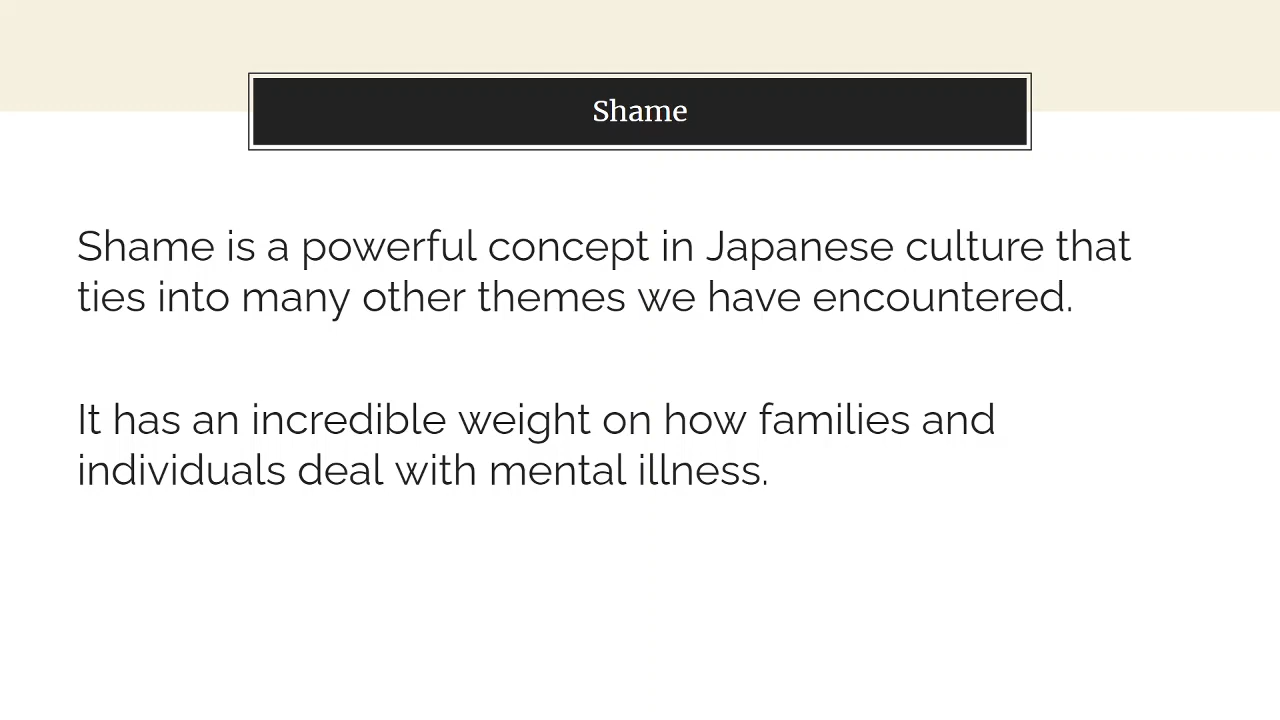 Shame
Shame is a powerful concept in Japanese culture that
ties into many other themes we have encountered.
It has an incredible weight on how families and
individuals deal with mental illness.